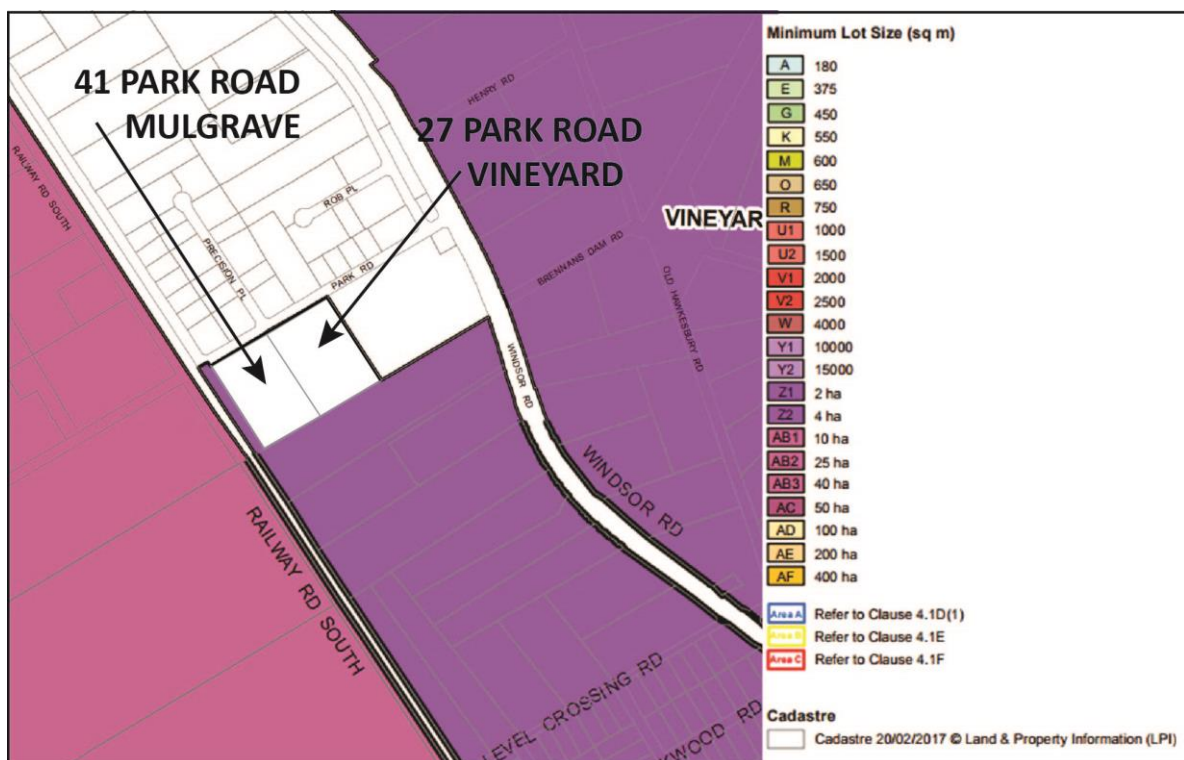 41 PARK ROAD
MULGRAVE
27 PARK ROAD
VINEYARD
HENRY RD
RAILWAY RD SOUTH
ROB PL
PRECISION PL
PARK RD
VINEYAR
BRENNANS DAM RD
OLD HAWKESBURY RD
WINDSOR RD
WINDSOR RD
RAILWAY RD SOUTH
LEVEL CROSSING RD
KWOOD RD
Minimum Lot Size (sq m)
A 180
E 375
G 450
K 550
M 600
O 650
R 750
U1 1000
U2 1500
V1 2000
V2 2500
W 4000
Y1 10000
Y2 15000
Z1 2 ha
Z2 4 ha
AB1 10 ha
AB2 25 ha
AB3 40 ha
AC 50 ha
AD 100 ha
AE 200 ha
AF 400 ha
Area A Refer to Clause 4.1D(1)
Area B Refer to Clause 4.1E
Area C Refer to Clause 4.1F
Cadastre
Cadastre 20/02/2017 © Land & Property Information (LPI)